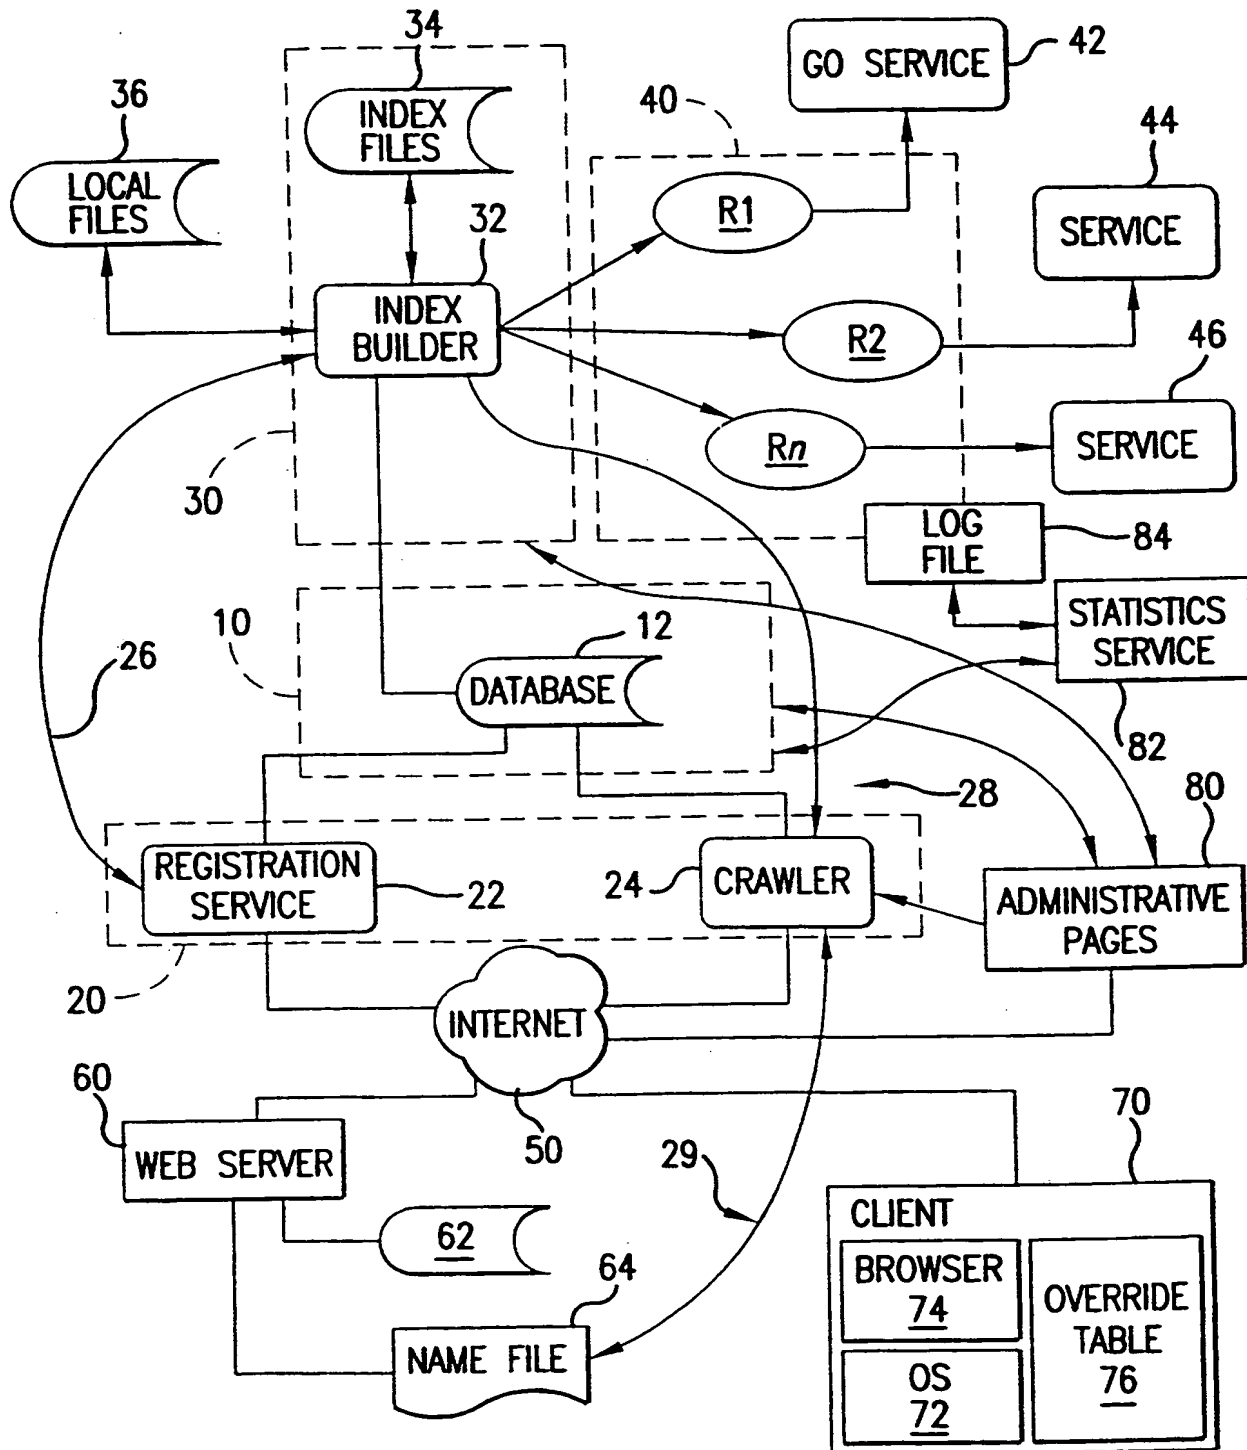 34
42
GO SERVICE
36
INDEX
FILES
40
44
LOCAL
FILES
R1
32
SERVICE
INDEX
BUILDER
R2
46
Rn
SERVICE
30
LOG
FILE
84
10
12
STATISTICS
SERVICE
26
DATABASE
82
28
80
REGISTRATION
SERVICE
22
24
CRAWLER
ADMINISTRATIVE
PAGES
20
INTERNET
60
50
70
WEB SERVER
29
CLIENT
62
BROWSER
74
64
OVERRIDE
TABLE
76
NAME FILE
OS
72